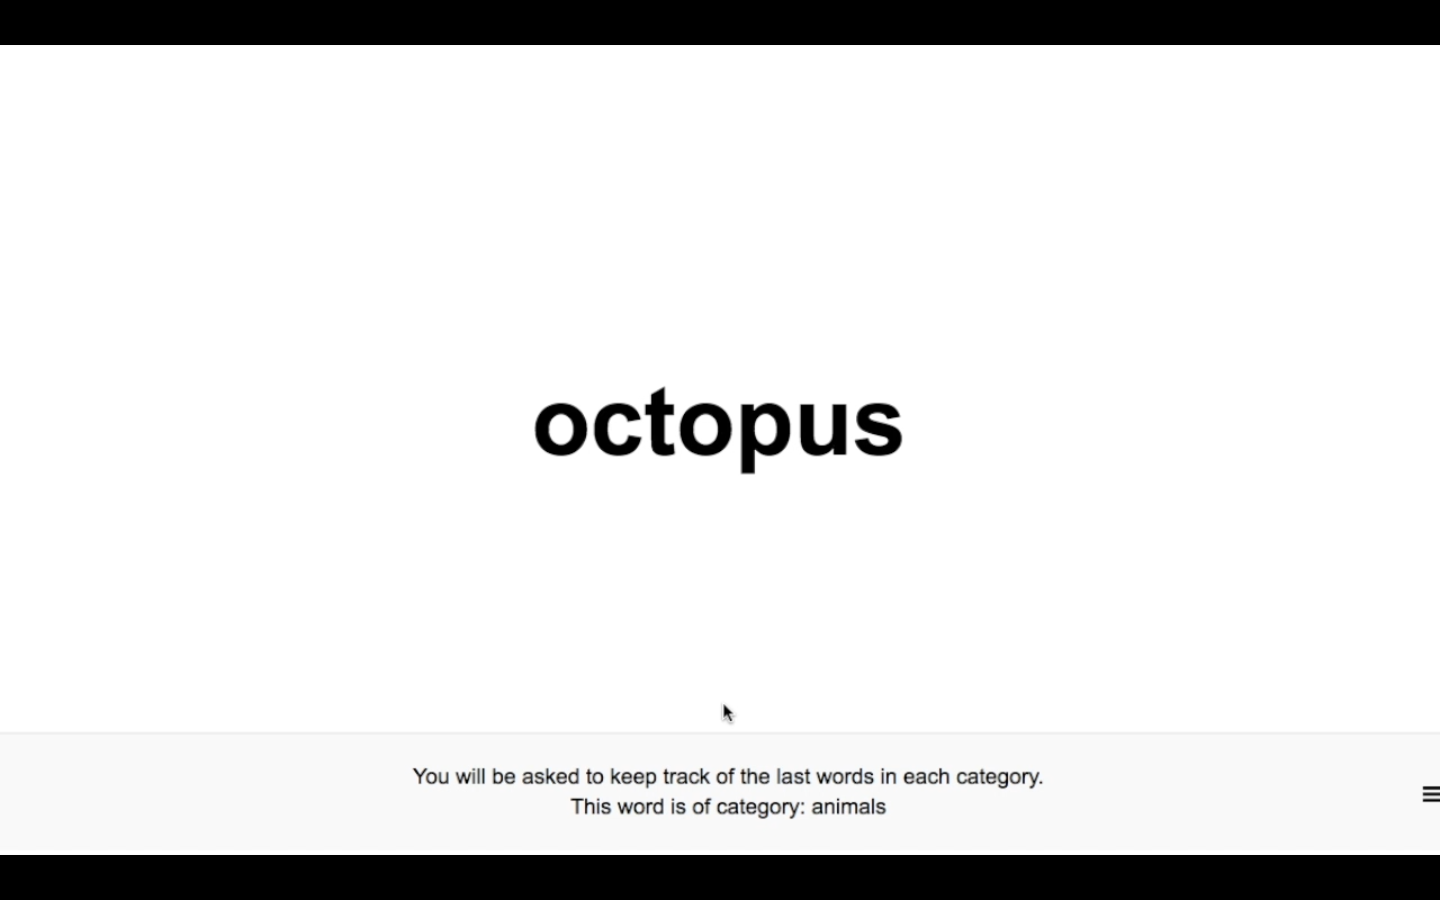 octopus
You will be asked to keep track of the last words in each category.
This word is of category: animals